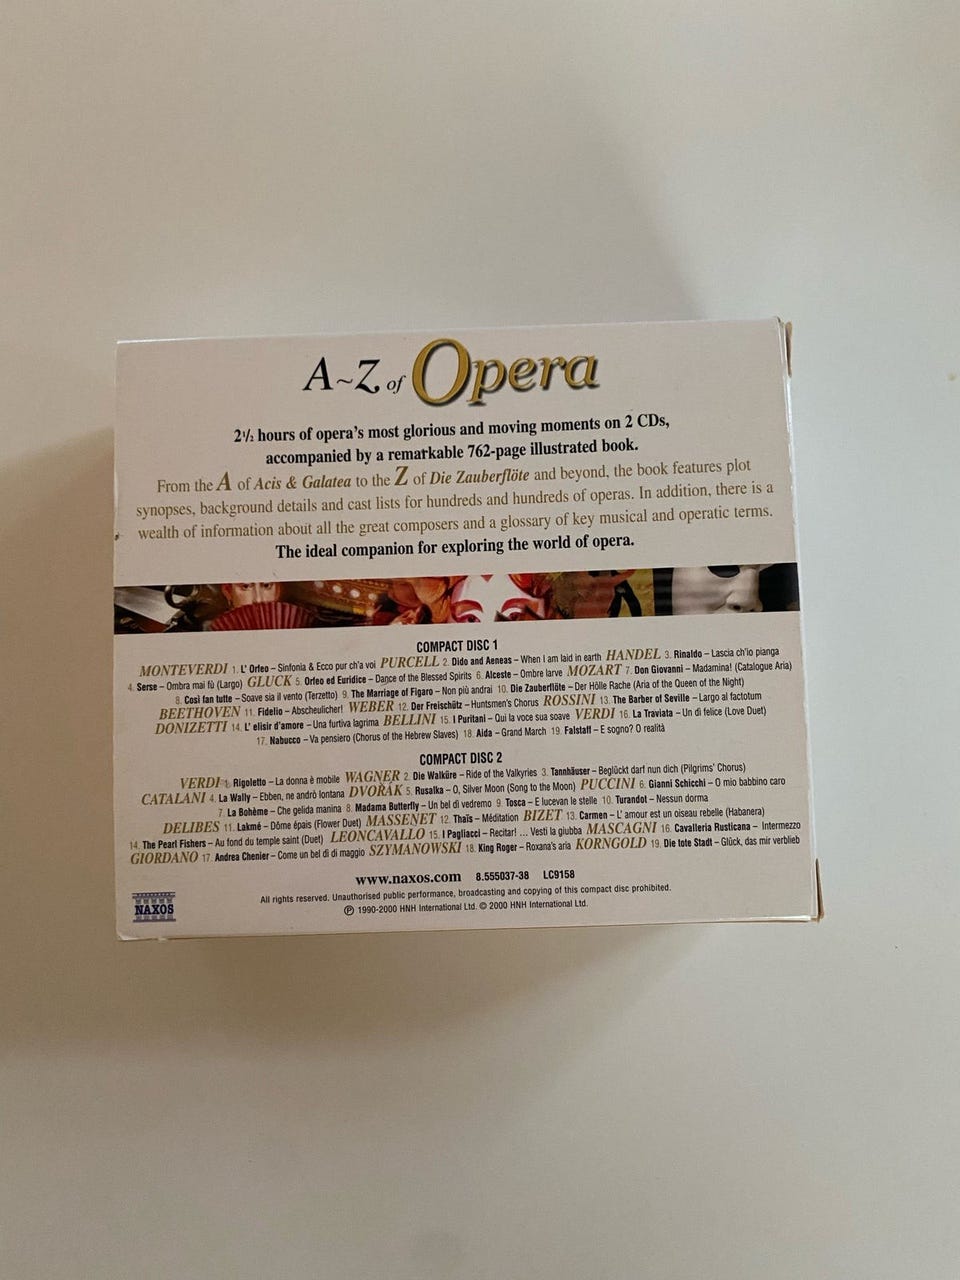 A~Z of Opera
2½ hours of opera's most glorious and moving moments on 2 CDs,
accompanied by a remarkable 762-page illustrated book.
From the A of Acis & Galatea to the Z of Die Zauberflöte and beyond, the book features plot
synopses, background details and cast lists for hundreds and hundreds of operas. In addition, there is a
wealth of information about all the great composers and a glossary of key musical and operatic terms.
The ideal companion for exploring the world of opera.
COMPACT DISC 1
MONTEVERDI 1. L' Orfeo – Sinfonia & Ecco pur ch'a voi PURCELL 2. Dido and Aeneas – When I am laid in earth HANDEL 3. Rinaldo – Lascia ch'io pianga
4. Serse – Ombra mai fù (Largo) GLUCK 5. Orfeo ed Euridice – Dance of the Blessed Spirits 6. Alceste – Ombre larve MOZART 7. Don Giovanni – Madamina! (Catalogue Aria)
8. Così fan tutte – Soave sia il vento (Terzetto) 9. The Marriage of Figaro – Non più andrai 10. Die Zauberflöte – Der Hölle Rache (Aria of the Queen of the Night)
BEETHOVEN 11. Fidelio – Abscheulicher! WEBER 12. Der Freischütz – Huntsmen's Chorus ROSSINI 13. The Barber of Seville – Largo al factotum
DONIZETTI 14. L' elisir d'amore – Una furtiva lagrima BELLINI 15. I Puritani – Qui la voce sua soave VERDI 16. La Traviata – Un dì felice (Love Duet)
17. Nabucco – Va pensiero (Chorus of the Hebrew Slaves) 18. Aida – Grand March 19. Falstaff – E sogno? O realità
COMPACT DISC 2
VERDI 1. Rigoletto – La donna è mobile WAGNER 2. Die Walküre – Ride of the Valkyries 3. Tannhäuser – Beglückt darf nun dich (Pilgrims' Chorus)
CATALANI 4. La Wally – Ebben, ne andrò lontana DVOŘÁK 5. Rusalka – O, Silver Moon (Song to the Moon) PUCCINI 6. Gianni Schicchi – O mio babbino caro
7. La Bohème – Che gelida manina 8. Madama Butterfly – Un bel dì vedremo 9. Tosca – E lucevan le stelle 10. Turandot – Nessun dorma
DELIBES 11. Lakmé – Dôme épais (Flower Duet) MASSENET 12. Thaïs – Méditation BIZET 13. Carmen – L' amour est un oiseau rebelle (Habanera)
14. The Pearl Fishers – Au fond du temple saint (Duet) LEONCAVALLO 15. I Pagliacci – Recitar! ... Vesti la giubba MASCAGNI 16. Cavalleria Rusticana – Intermezzo
GIORDANO 17. Andrea Chenier – Come un bel dì di maggio SZYMANOWSKI 18. King Roger – Roxana's aria KORNGOLD 19. Die tote Stadt – Glück, das mir verblieb
www.naxos.com 8.555037-38 LC9158
All rights reserved. Unauthorised public performance, broadcasting and copying of this compact disc prohibited.
℗ 1990-2000 HNH International Ltd. © 2000 HNH International Ltd.
NAXOS